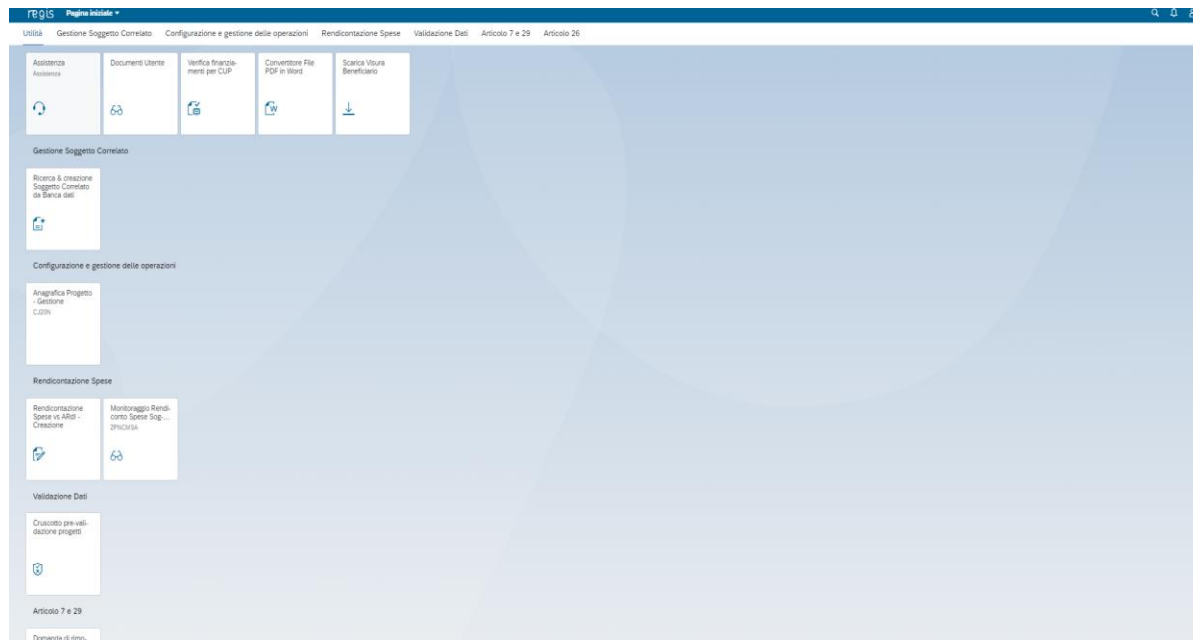 regis Pagina iniziale
Utilità Gestione Soggetto Correlato Configurazione e gestione delle operazioni Rendicontazione Spese Validazione Dati Articolo 7 e 29 Articolo 26
Assistenza
Assistenza
Documenti Utente
Verifica finanzia-
menti per CUP
Convertitore File
PDF in Word
Scarica Visura
Beneficiario
Gestione Soggetto Correlato
Ricerca & creazione
Soggetto Correlato
da Banca dati
Configurazione e gestione delle operazioni
Anagrafica Progetto
- Gestione
CJ20N
Rendicontazione Spese
Rendicontazione
Spese vs ARdI -
Creazione
Monitoraggio Rendi-
conto Spese Sog-...
ZPNCMSA
Validazione Dati
Cruscotto pre-vali-
dazione progetti
Articolo 7 e 29
Domanda di rimo-